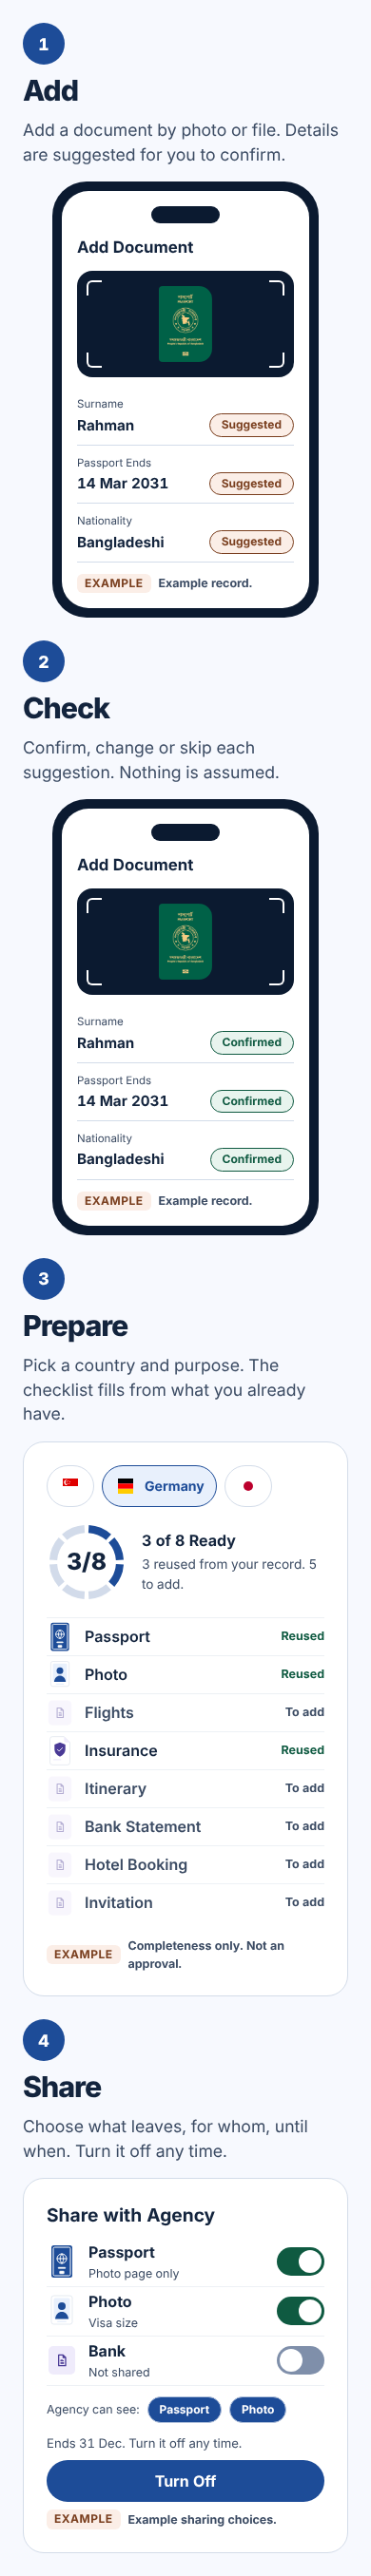 1
Add
Add a document by photo or file. Details
are suggested for you to confirm.
Add Document
Surname
Rahman
Suggested
Passport Ends
14 Mar 2031
Suggested
Nationality
Bangladeshi
Suggested
EXAMPLE Example record.
2
Check
Confirm, change or skip each
suggestion. Nothing is assumed.
Add Document
Surname
Rahman
Confirmed
Passport Ends
14 Mar 2031
Confirmed
Nationality
Bangladeshi
Confirmed
EXAMPLE Example record.
3
Prepare
Pick a country and purpose. The
checklist fills from what you already
have.
Germany
3/8
3 of 8 Ready
3 reused from your record. 5
to add.
Passport Reused
Photo Reused
Flights To add
Insurance Reused
Itinerary To add
Bank Statement To add
Hotel Booking To add
Invitation To add
EXAMPLE Completeness only. Not an
approval.
4
Share
Choose what leaves, for whom, until
when. Turn it off any time.
Share with Agency
Passport
Photo page only
Photo
Visa size
Bank
Not shared
Agency can see: Passport Photo
Ends 31 Dec. Turn it off any time.
Turn Off
EXAMPLE Example sharing choices.